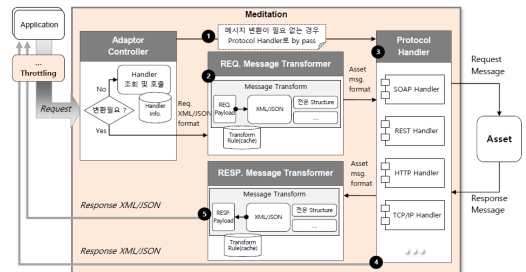 Meditation
Application
...
Throttling
Request
Adaptor
Controller
Handler
조회 및 호출
No
Handler
Info.
변환필요 ?
Yes
1
메시지 변환이 필요 없는 경우
Protocol Handler로 by pass
Req.
XML/JSON
format
2
REQ. Message Transformer
Message Transform
REQ.
Payload
XML/JSON
전문 Structure
...
Transform
Rule(cache)
Asset
msg.
format
RESP. Message Transformer
Message Transform
5
RESP.
Payload
XML/JSON
전문 Structure
...
Transform
Rule(cache)
Asset
msg.
format
3
Protocol
Handler
SOAP Handler
REST Handler
HTTP Handler
TCP/IP Handler
...
4
Request
Message
Asset
Response
Message
Response XML/JSON
Response XML/JSON